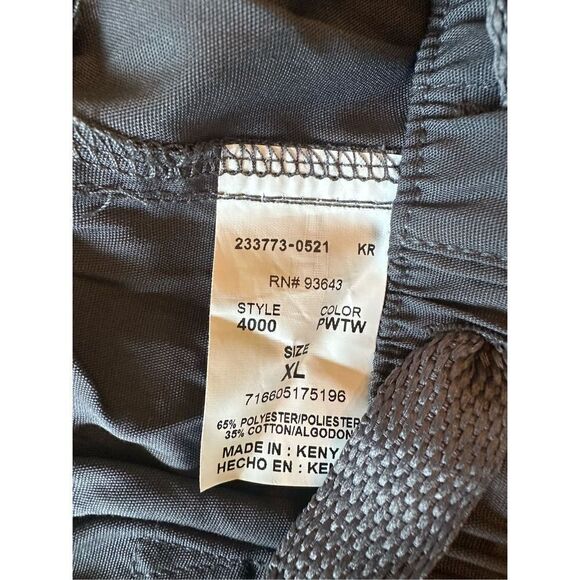 233773-0521 KR
RN# 93643
STYLE COLOR
4000 PWTW
SIZE
XL
716605175196
65% POLYESTER/POLIESTER
35% COTTON/ALGODON
MADE IN : KENY
HECHO EN : KEN